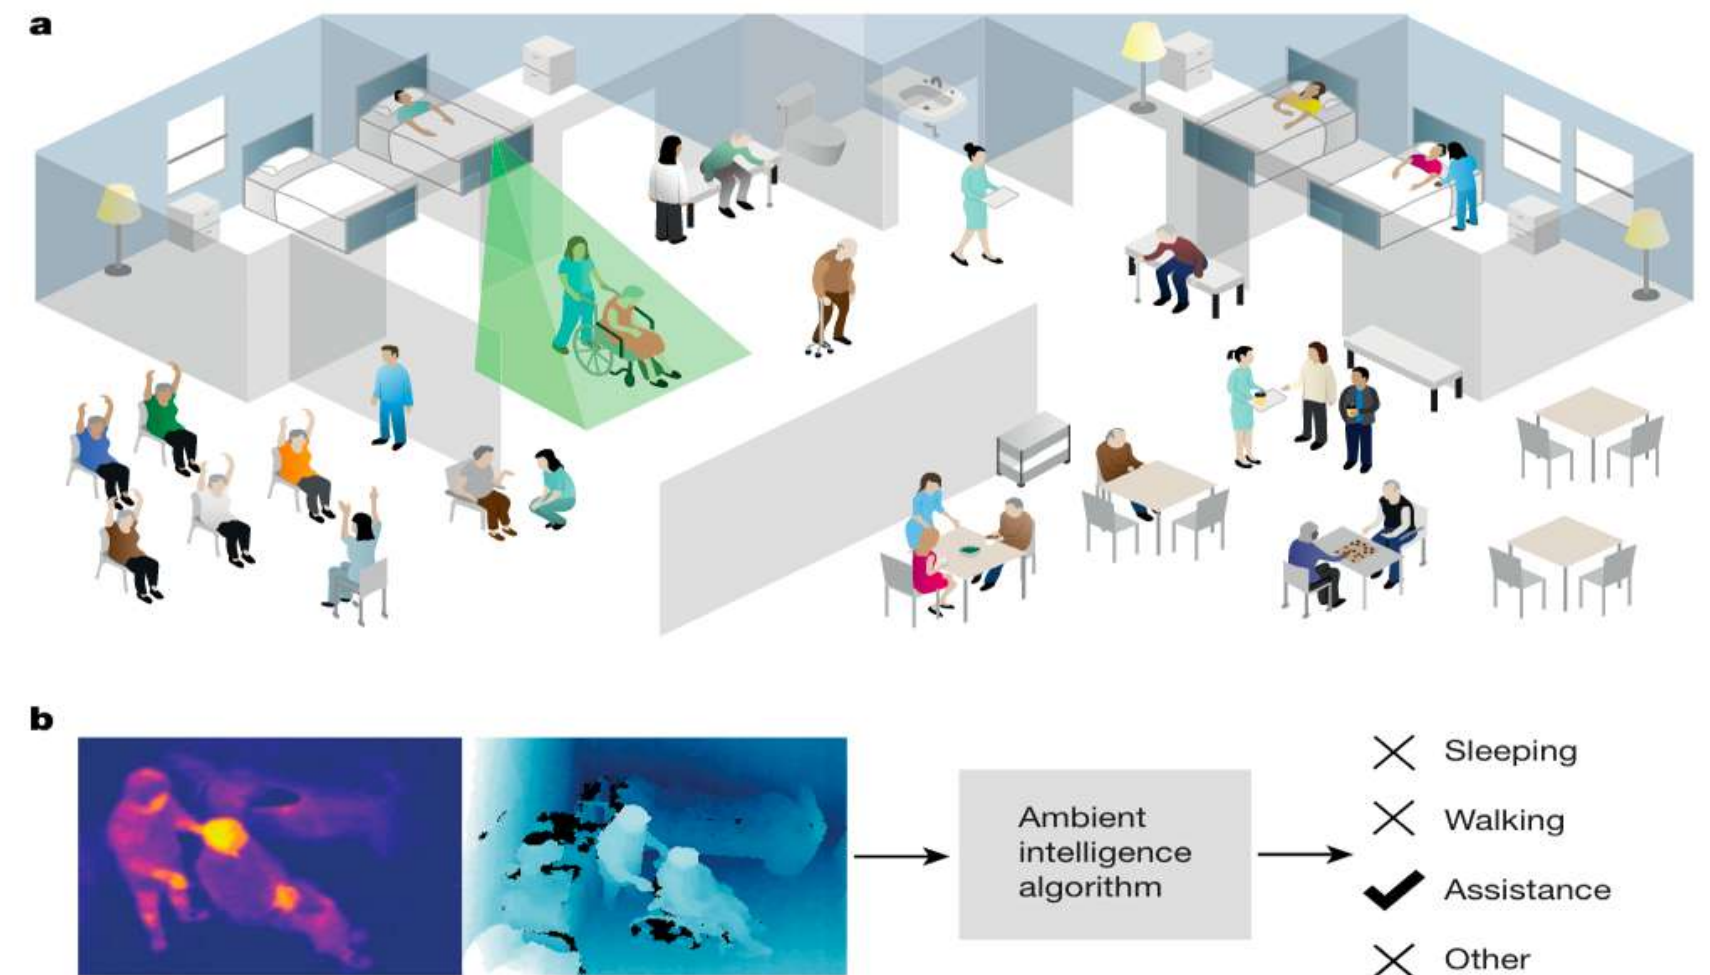 a
b
Ambient
intelligence
algorithm
Sleeping
Walking
Assistance
Other